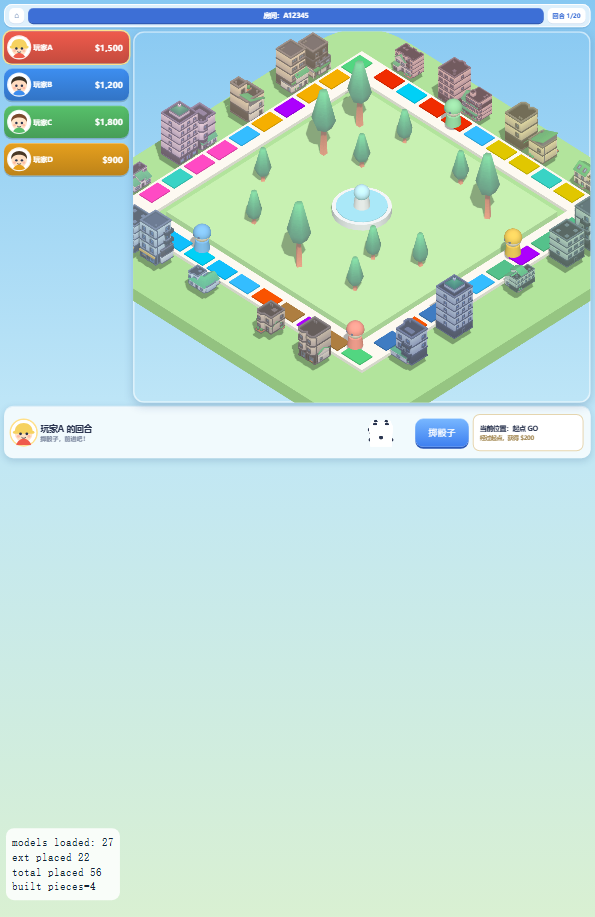 房间: A12345
回合 1/20
玩家A $1,500
玩家B $1,200
玩家C $1,800
玩家D $900
玩家A 的回合
掷骰子，前进吧！
掷骰子
当前位置: 起点 GO
经过起点，获得 $200
models loaded: 27
ext placed 22
total placed 56
built pieces=4